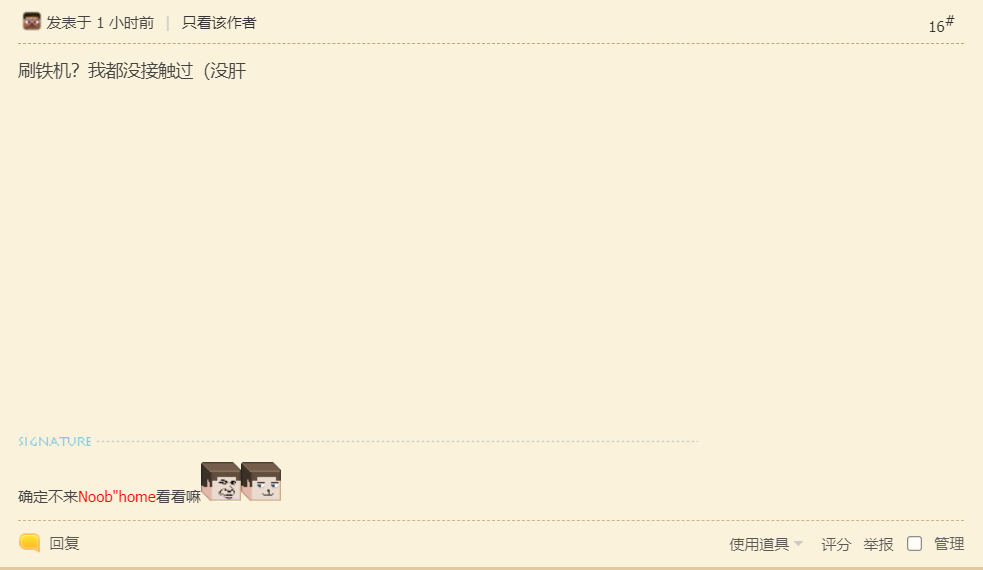 发表于 1 小时前 | 只看该作者
16#
刷铁机？我都没接触过（没肝
SIGNATURE
确定不来Noob"home看看嘛
回复
使用道具 评分 举报 管理